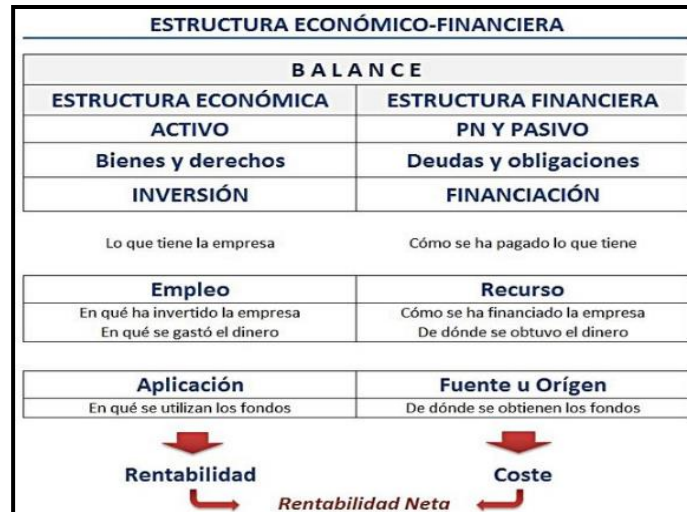 ESTRUCTURA ECONÓMICO-FINANCIERA
BALANCE
ESTRUCTURA ECONÓMICA
ESTRUCTURA FINANCIERA
ACTIVO
PN Y PASIVO
Bienes y derechos
Deudas y obligaciones
INVERSIÓN
FINANCIACIÓN
Lo que tiene la empresa
Cómo se ha pagado lo que tiene
Empleo
Recurso
En qué ha invertido la empresa
Cómo se ha financiado la empresa
En qué se gastó el dinero
De dónde se obtuvo el dinero
Aplicación
Fuente u Orígen
En qué se utilizan los fondos
De dónde se obtienen los fondos
Rentabilidad
Coste
Rentabilidad Neta